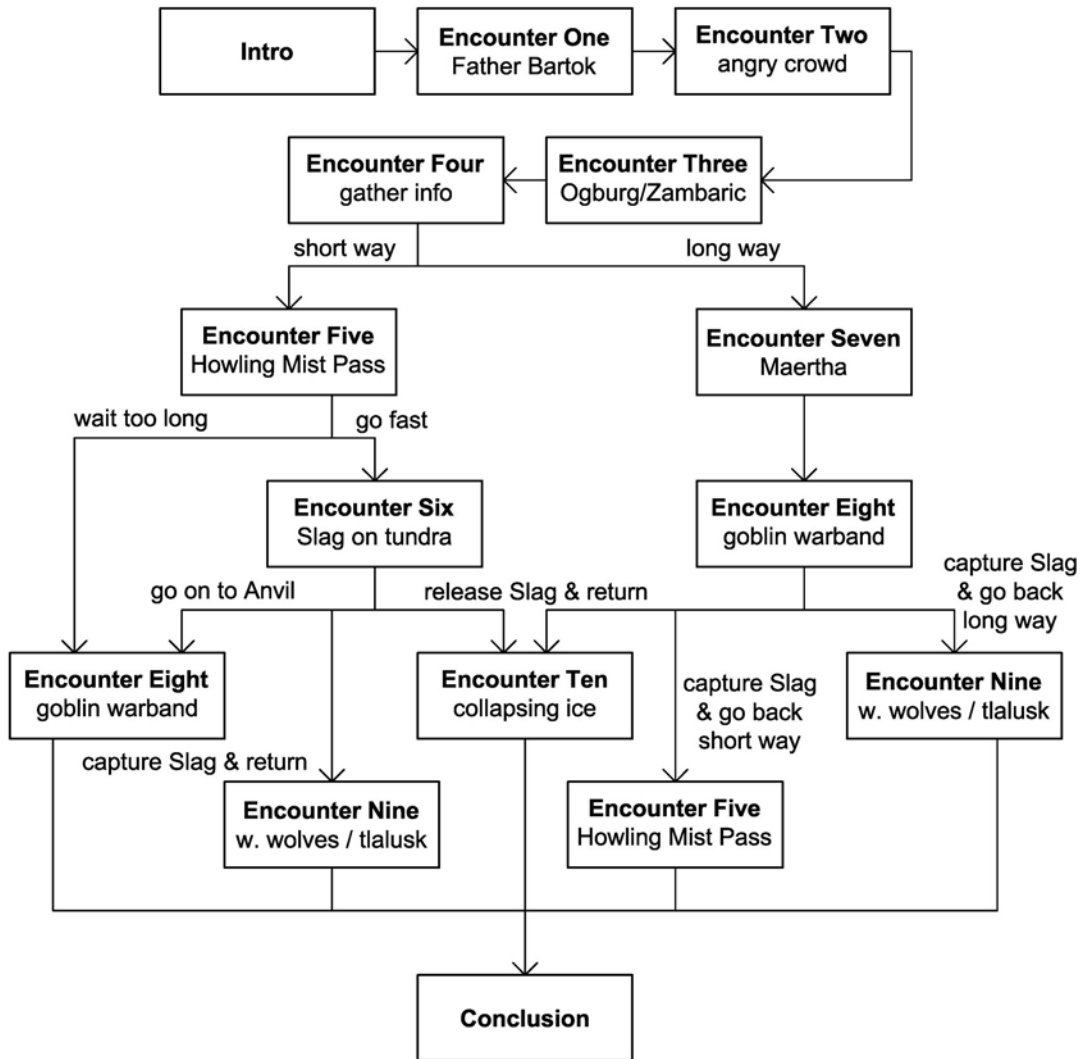 Intro
Encounter One
Father Bartok
Encounter Two
angry crowd
Encounter Four
gather info
Encounter Three
Ogburg/Zambaric
short way
long way
Encounter Five
Howling Mist Pass
Encounter Seven
Maertha
wait too long
go fast
Encounter Six
Slag on tundra
Encounter Eight
goblin warband
go on to Anvil
release Slag & return
capture Slag
& go back
long way
Encounter Eight
goblin warband
Encounter Ten
collapsing ice
capture Slag
& go back
short way
Encounter Nine
w. wolves / tlalusk
capture Slag & return
Encounter Nine
w. wolves / tlalusk
Encounter Five
Howling Mist Pass
Conclusion